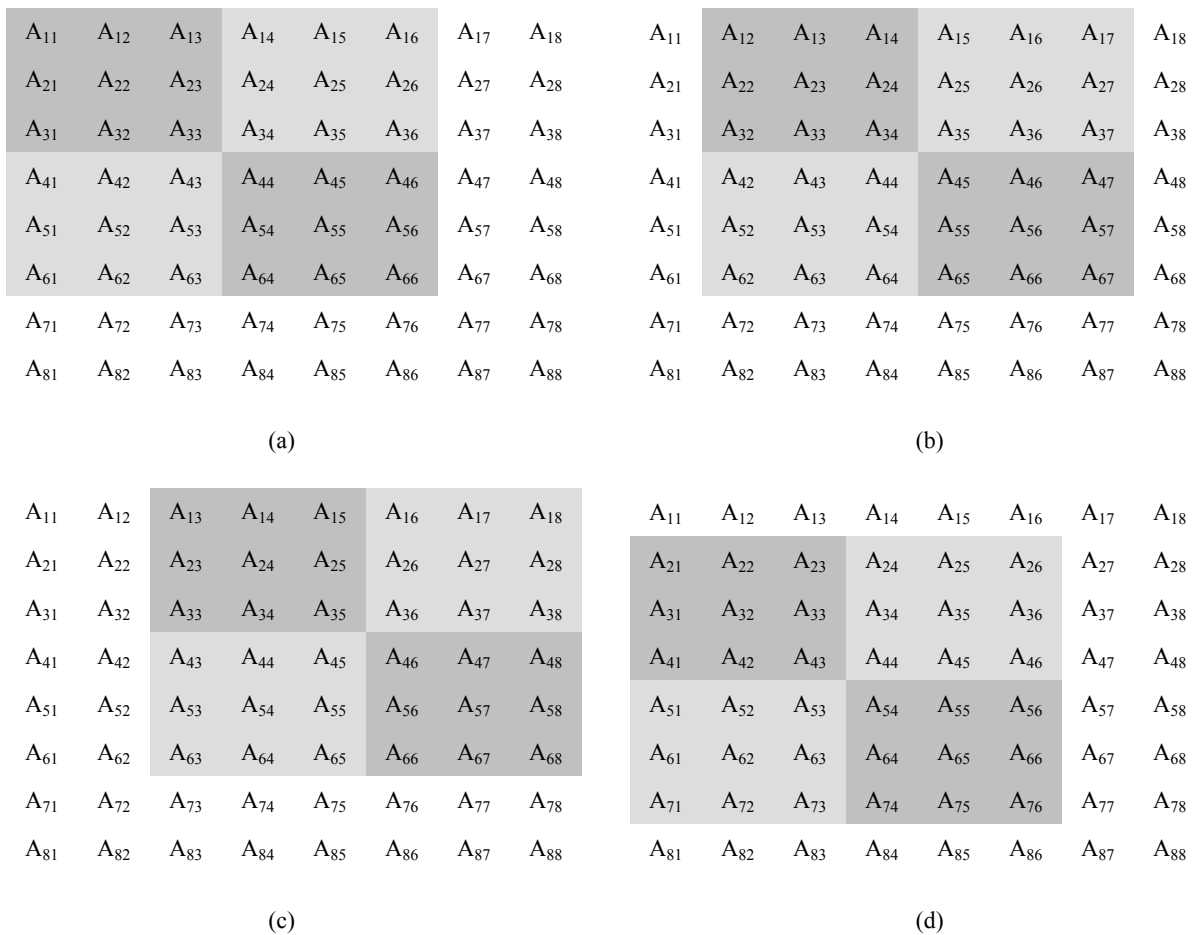 A₁₁ A₁₂ A₁₃ A₁₄ A₁₅ A₁₆ A₁₇ A₁₈
A₂₁ A₂₂ A₂₃ A₂₄ A₂₅ A₂₆ A₂₇ A₂₈
A₃₁ A₃₂ A₃₃ A₃₄ A₃₅ A₃₆ A₃₇ A₃₈
A₄₁ A₄₂ A₄₃ A₄₄ A₄₅ A₄₆ A₄₇ A₄₈
A₅₁ A₅₂ A₅₃ A₅₄ A₅₅ A₅₆ A₅₇ A₅₈
A₆₁ A₆₂ A₆₃ A₆₄ A₆₅ A₆₆ A₆₇ A₆₈
A₇₁ A₇₂ A₇₃ A₇₄ A₇₅ A₇₆ A₇₇ A₇₈
A₈₁ A₈₂ A₈₃ A₈₄ A₈₅ A₈₆ A₈₇ A₈₈
(a)
A₁₁ A₁₂ A₁₃ A₁₄ A₁₅ A₁₆ A₁₇ A₁₈
A₂₁ A₂₂ A₂₃ A₂₄ A₂₅ A₂₆ A₂₇ A₂₈
A₃₁ A₃₂ A₃₃ A₃₄ A₃₅ A₃₆ A₃₇ A₃₈
A₄₁ A₄₂ A₄₃ A₄₄ A₄₅ A₄₆ A₄₇ A₄₈
A₅₁ A₅₂ A₅₃ A₅₄ A₅₅ A₅₆ A₅₇ A₅₈
A₆₁ A₆₂ A₆₃ A₆₄ A₆₅ A₆₆ A₆₇ A₆₈
A₇₁ A₇₂ A₇₃ A₇₄ A₇₅ A₇₆ A₇₇ A₇₈
A₈₁ A₈₂ A₈₃ A₈₄ A₈₅ A₈₆ A₈₇ A₈₈
(b)
A₁₁ A₁₂ A₁₃ A₁₄ A₁₅ A₁₆ A₁₇ A₁₈
A₂₁ A₂₂ A₂₃ A₂₄ A₂₅ A₂₆ A₂₇ A₂₈
A₃₁ A₃₂ A₃₃ A₃₄ A₃₅ A₃₆ A₃₇ A₃₈
A₄₁ A₄₂ A₄₃ A₄₄ A₄₅ A₄₆ A₄₇ A₄₈
A₅₁ A₅₂ A₅₃ A₅₄ A₅₅ A₅₆ A₅₇ A₅₈
A₆₁ A₆₂ A₆₃ A₆₄ A₆₅ A₆₆ A₆₇ A₆₈
A₇₁ A₇₂ A₇₃ A₇₄ A₇₅ A₇₆ A₇₇ A₇₈
A₈₁ A₈₂ A₈₃ A₈₄ A₈₅ A₈₆ A₈₇ A₈₈
(c)
A₁₁ A₁₂ A₁₃ A₁₄ A₁₅ A₁₆ A₁₇ A₁₈
A₂₁ A₂₂ A₂₃ A₂₄ A₂₅ A₂₆ A₂₇ A₂₈
A₃₁ A₃₂ A₃₃ A₃₄ A₃₅ A₃₆ A₃₇ A₃₈
A₄₁ A₄₂ A₄₃ A₄₄ A₄₅ A₄₆ A₄₇ A₄₈
A₅₁ A₅₂ A₅₃ A₅₄ A₅₅ A₅₆ A₅₇ A₅₈
A₆₁ A₆₂ A₆₃ A₆₄ A₆₅ A₆₆ A₆₇ A₆₈
A₇₁ A₇₂ A₇₃ A₇₄ A₇₅ A₇₆ A₇₇ A₇₈
A₈₁ A₈₂ A₈₃ A₈₄ A₈₅ A₈₆ A₈₇ A₈₈
(d)